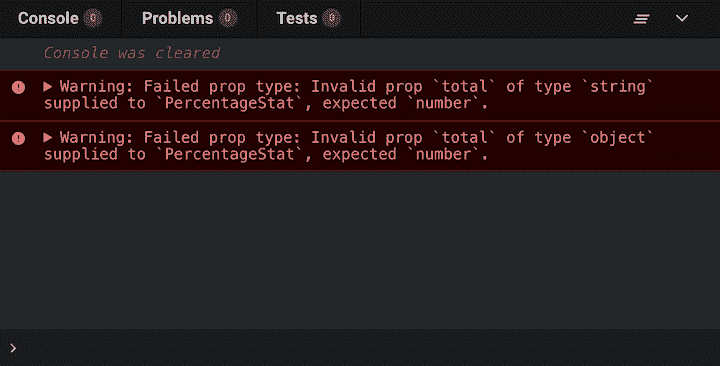 Console 0 Problems 0 Tests 0
Console was cleared
Warning: Failed prop type: Invalid prop `total` of type `string`
supplied to `PercentageStat`, expected `number`.
Warning: Failed prop type: Invalid prop `total` of type `object`
supplied to `PercentageStat`, expected `number`.